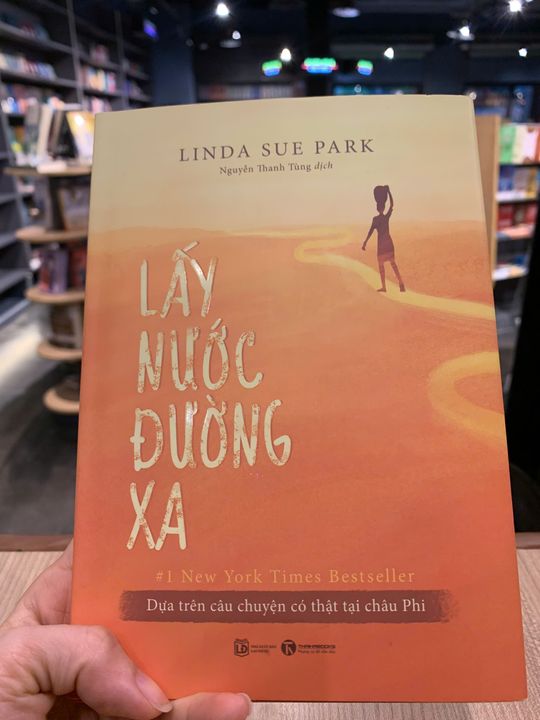 LINDA SUE PARK
Nguyễn Thanh Tùng dịch
LẤY
NƯỚC
ĐƯỜNG
XA
#1 New York Times Bestseller
Dựa trên câu chuyện có thật tại châu Phi
THAIHABOOKS